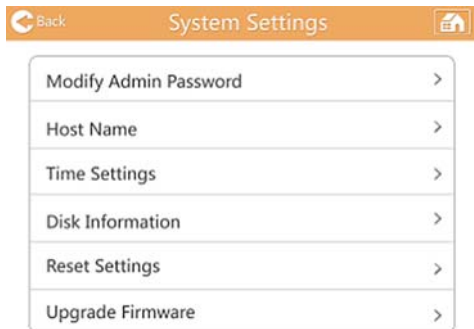 Back System Settings
Modify Admin Password
Host Name
Time Settings
Disk Information
Reset Settings
Upgrade Firmware